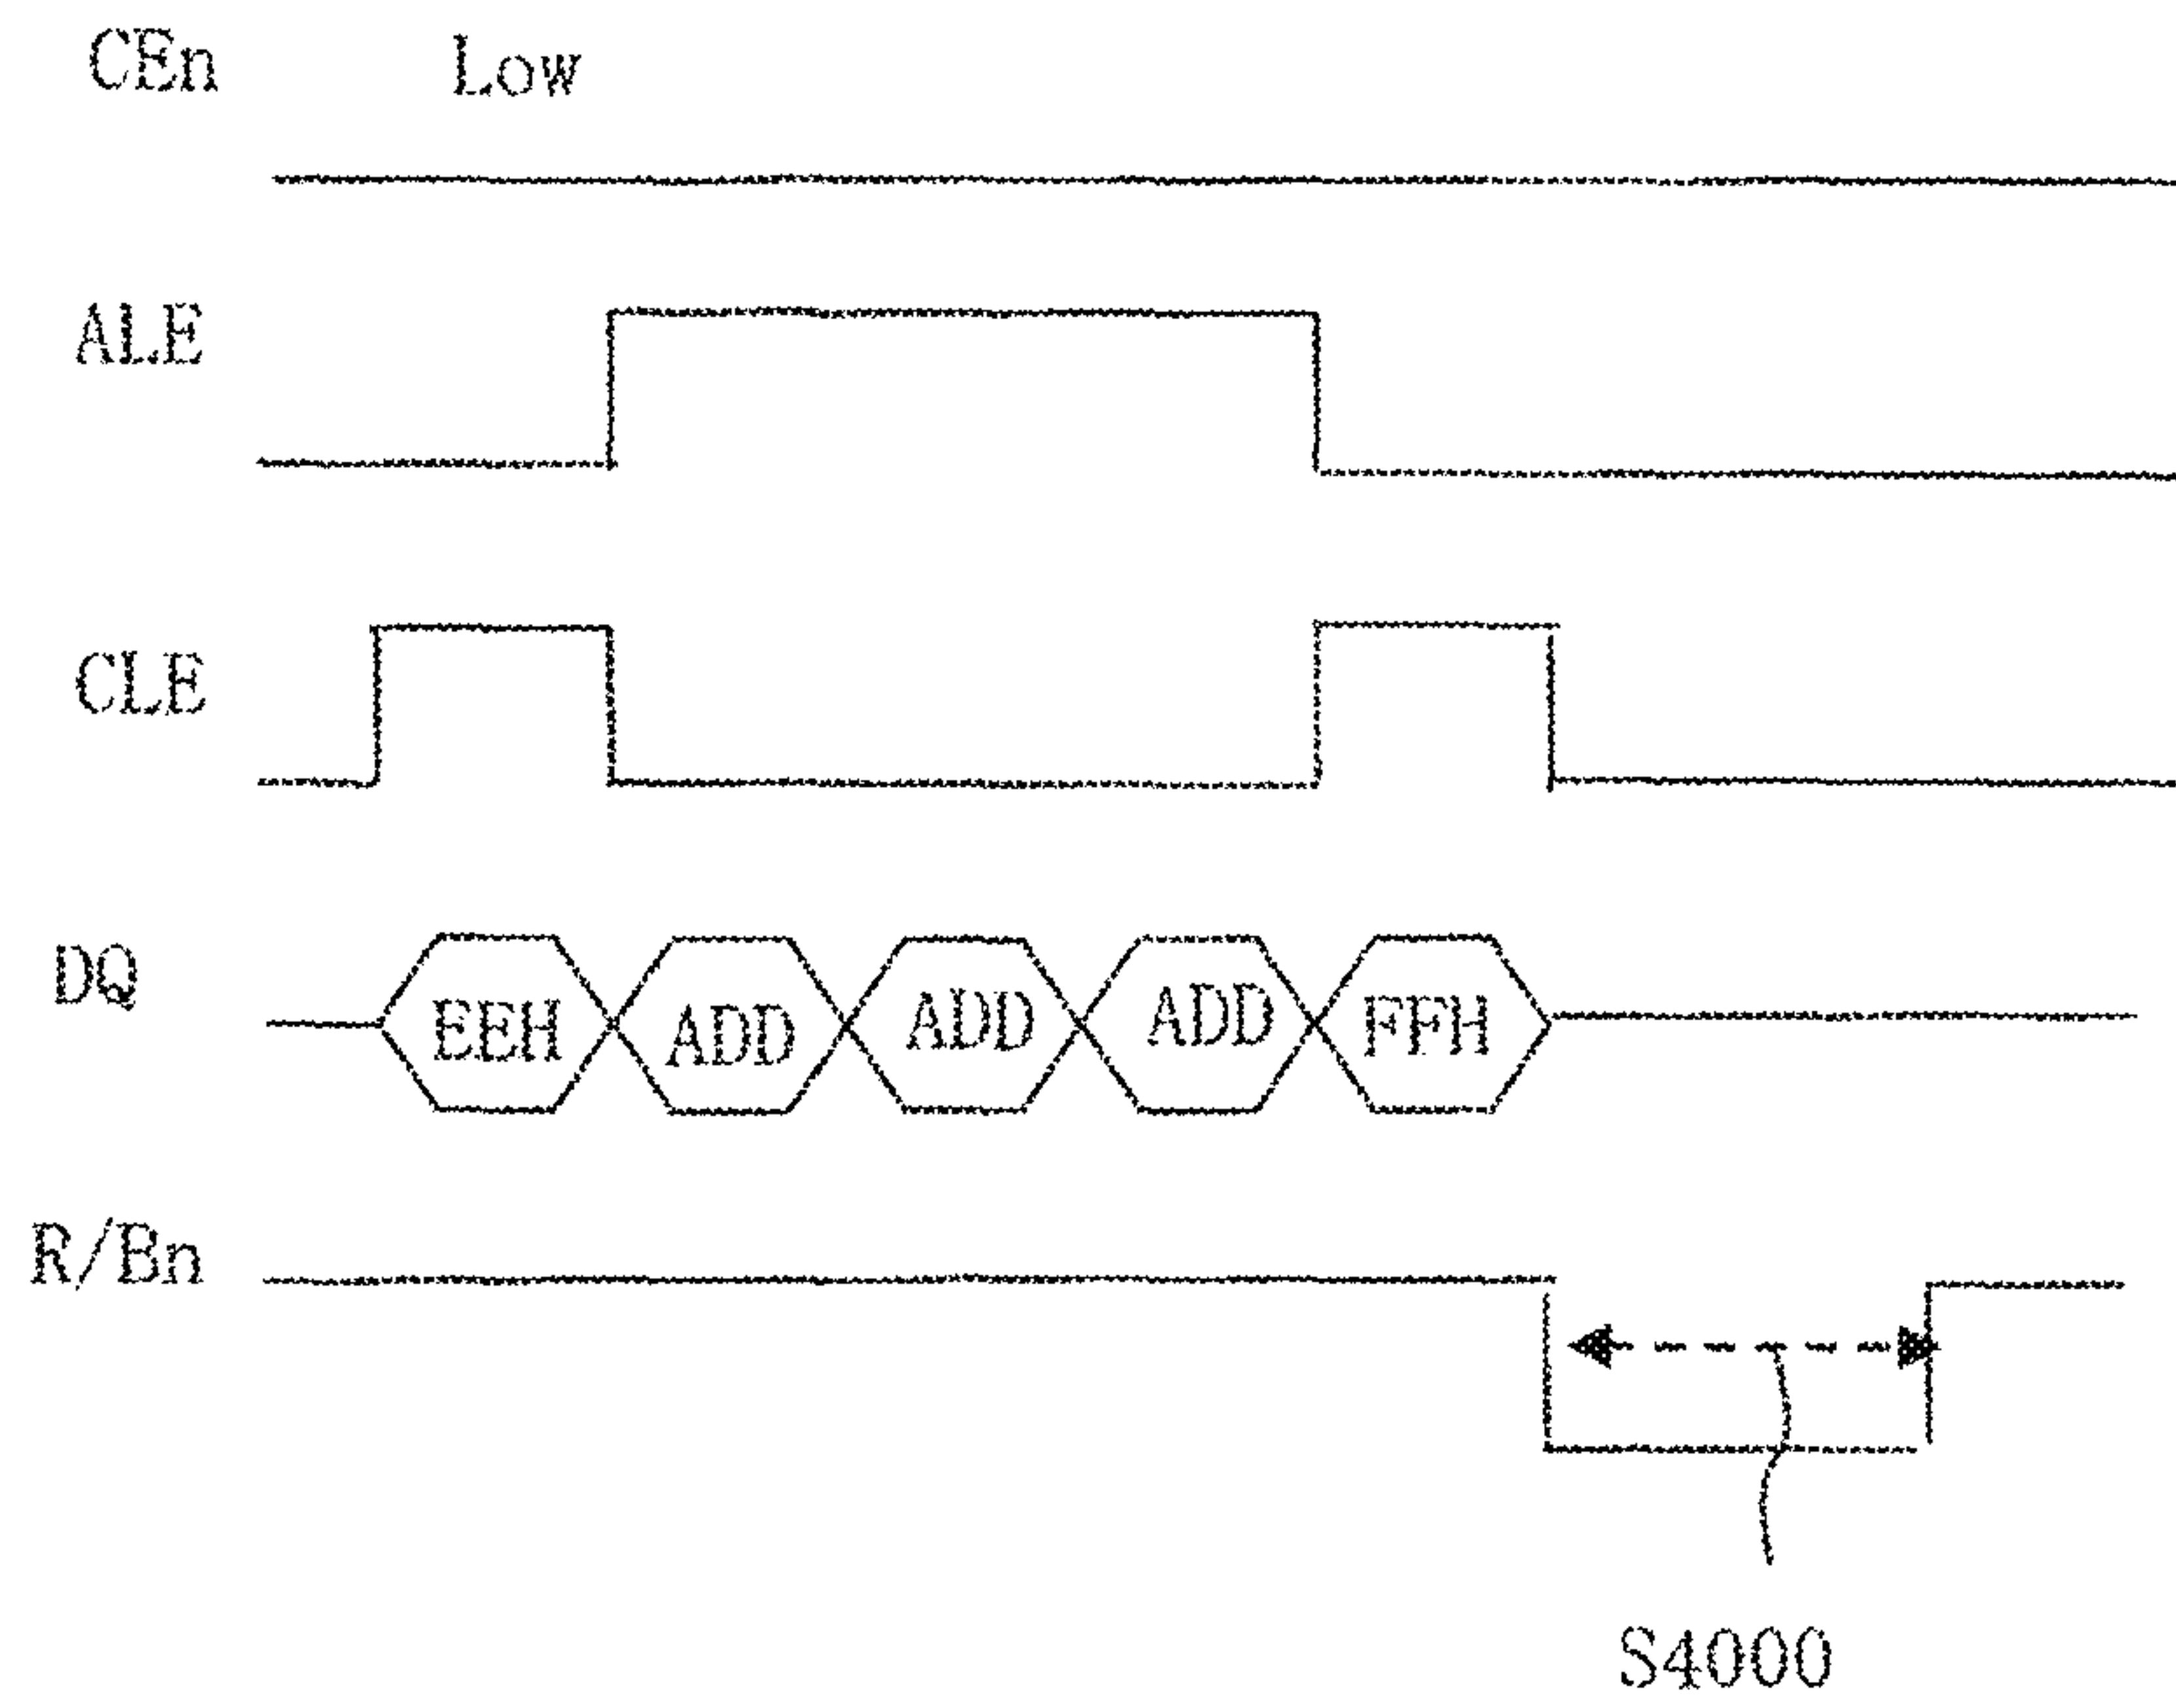 CEn Low
ALE
CLE
DQ EEH ADD ADD ADD FFH
R/Bn
S4000